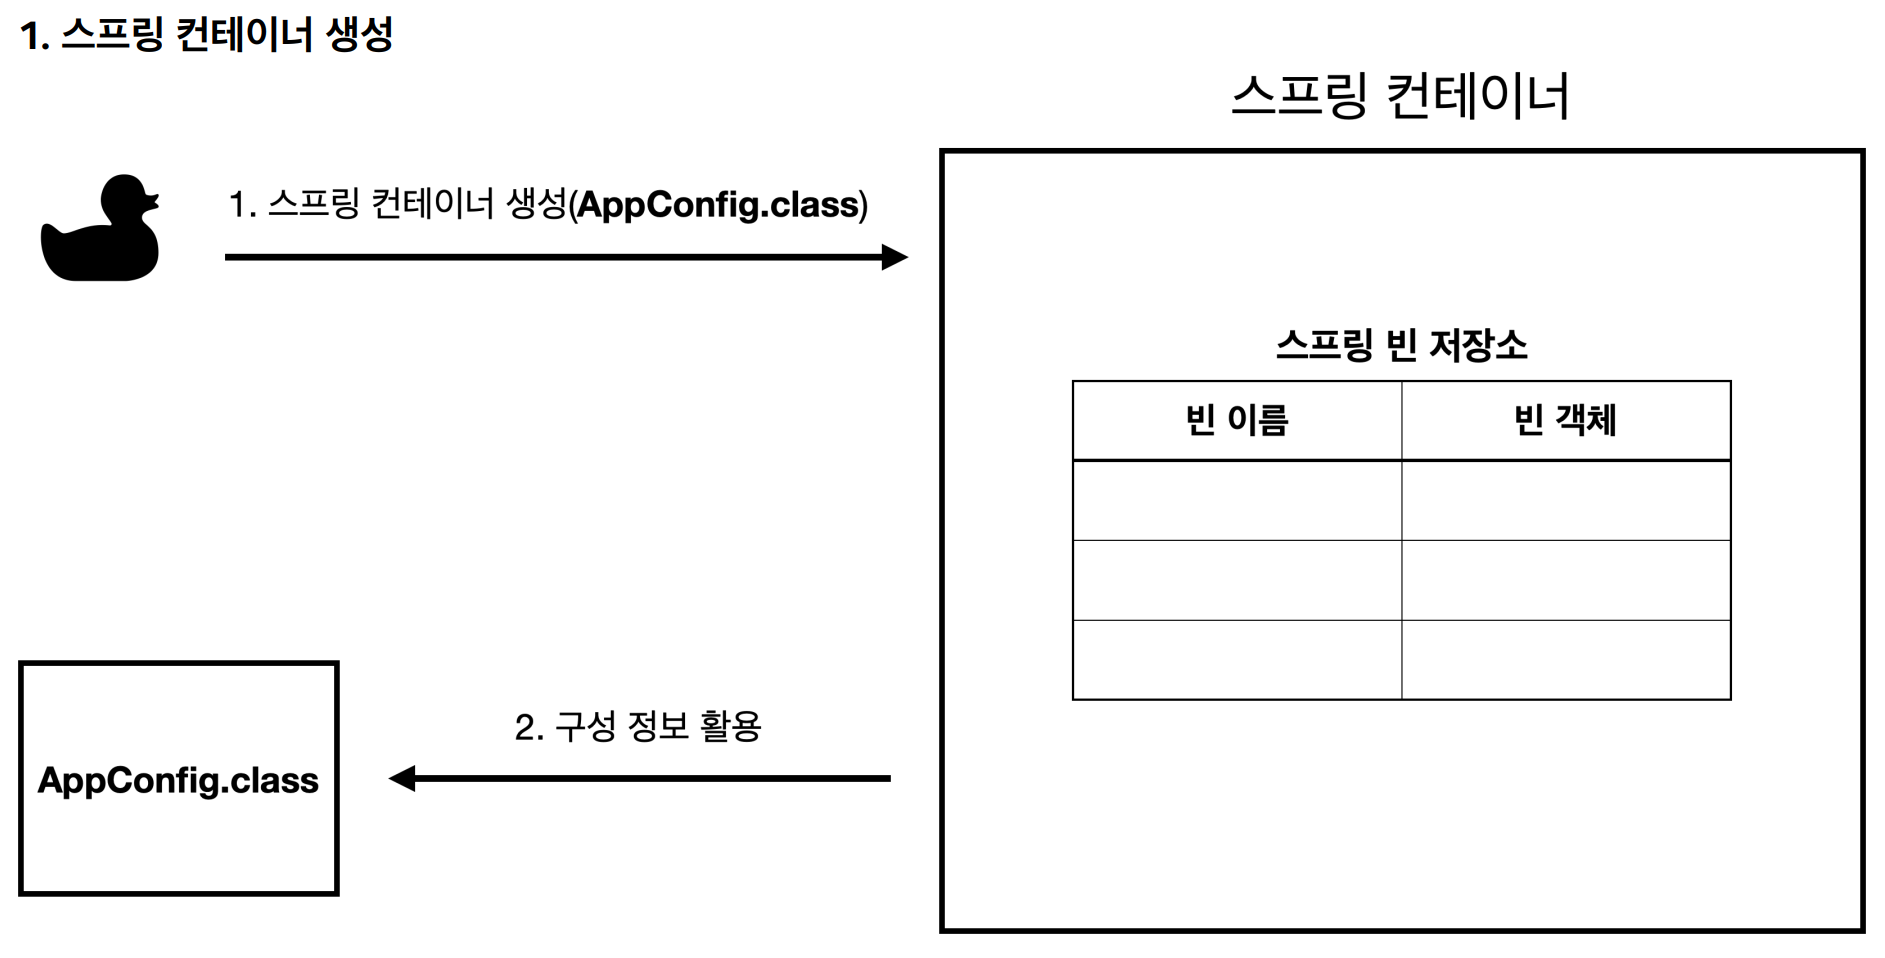 1. 스프링 컨테이너 생성
스프링 컨테이너
1. 스프링 컨테이너 생성(AppConfig.class)
스프링 빈 저장소
빈 이름 빈 객체
2. 구성 정보 활용
AppConfig.class